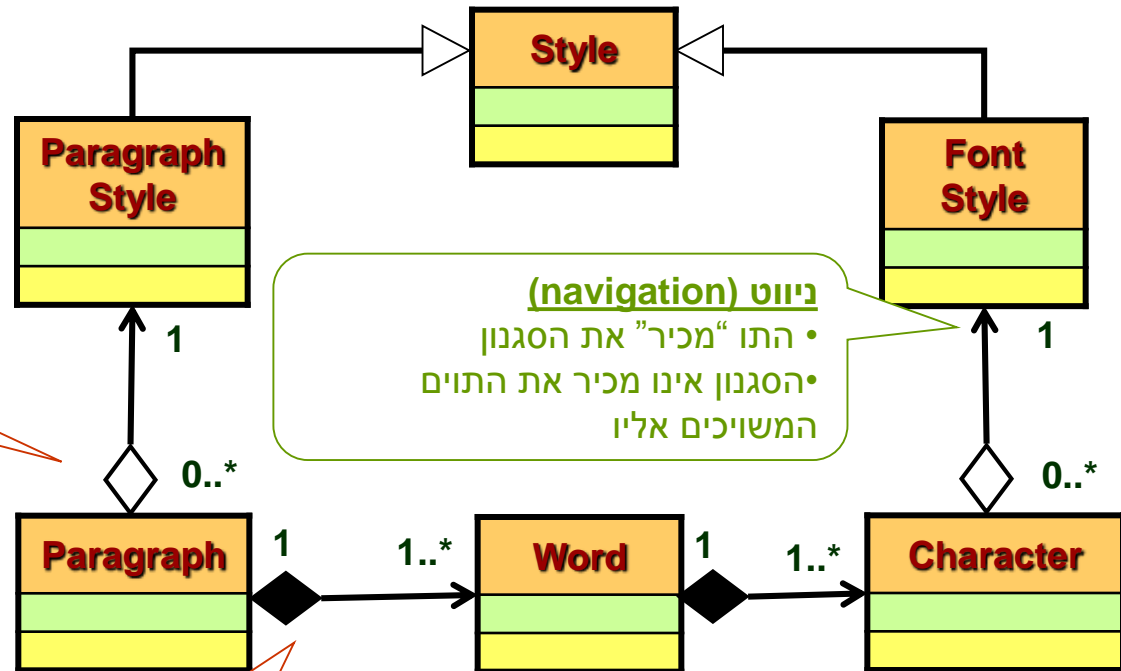 Style
Paragraph
Style
Font
Style
ניווט (navigation)
• התו “מכיר” את הסגנון
•הסגנון אינו מכיר את התוים
המשויכים אליו
1
1
0..*
0..*
Paragraph
1
1..*
Word
1
1..*
Character